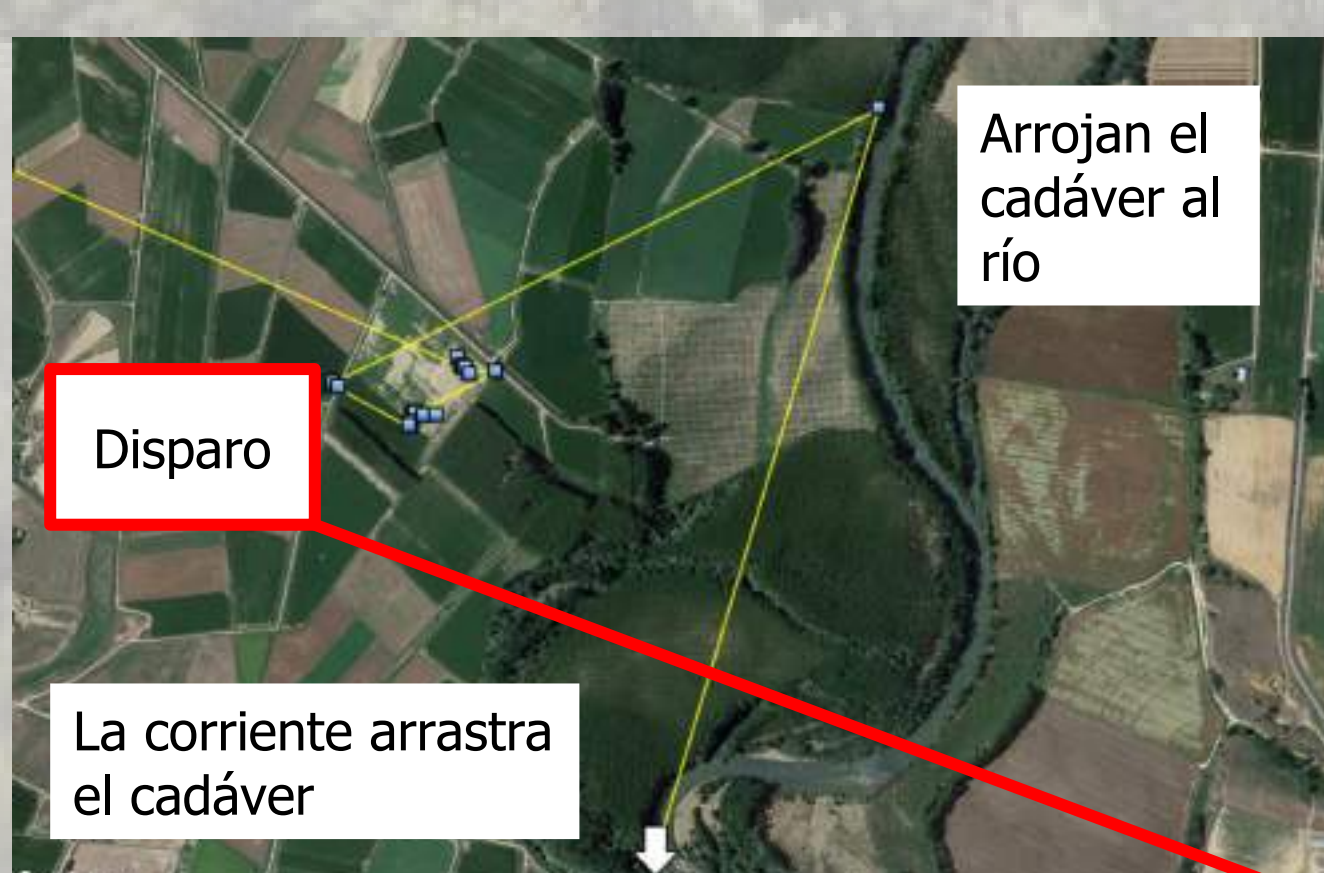 Arrojan el
cadáver al
río
Disparo
La corriente arrastra
el cadáver